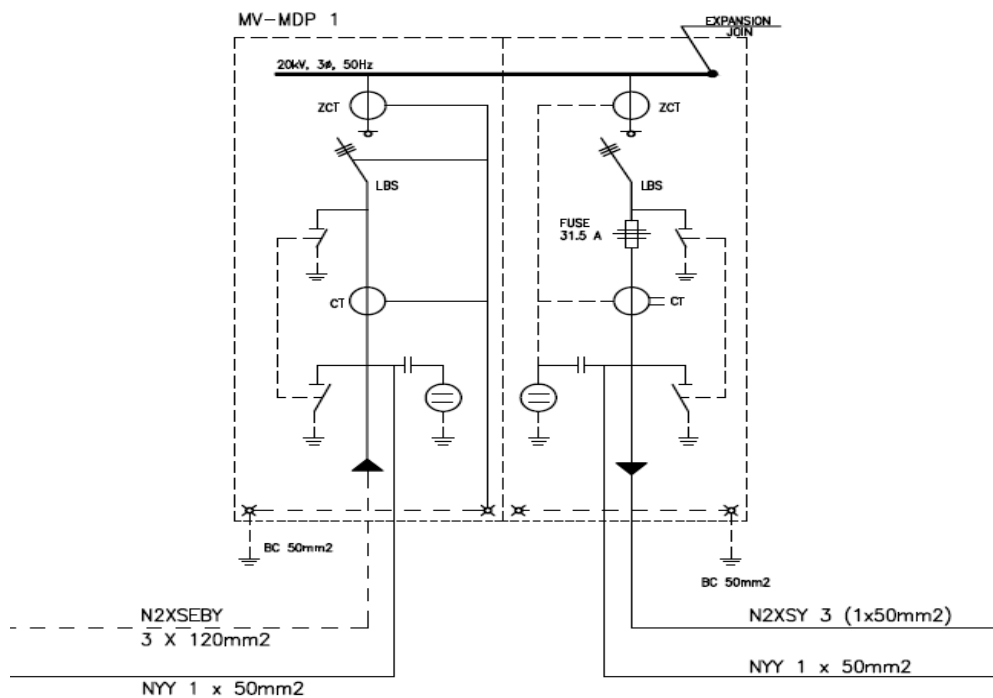 MV-MDP 1
EXPANSION
JOIN
20kV, 3ø, 50Hz
ZCT
ZCT
LBS
LBS
FUSE
31.5 A
CT
CT
BC 50mm2
BC 50mm2
N2XSEBY
3 X 120mm2
N2XSY 3 (1x50mm2)
NYY 1 x 50mm2
NYY 1 x 50mm2